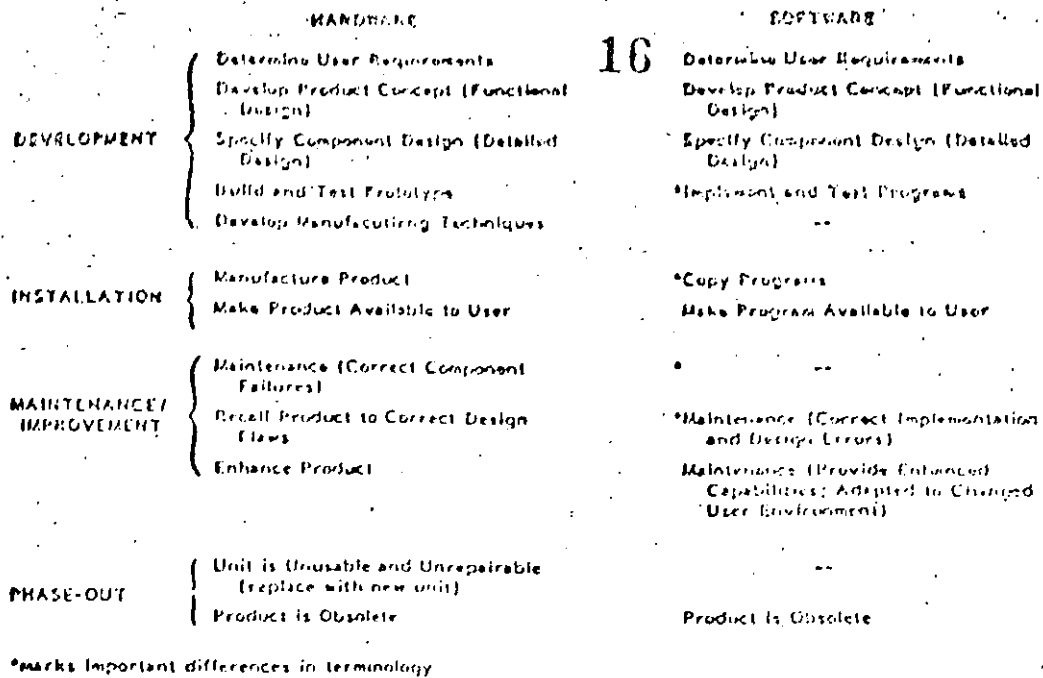 HARDWARE SOFTWARE
16
Determine User Requirements Determine User Requirements
Develop Product Concept (Functional Develop Product Concept (Functional
Design) Design)
DEVELOPMENT Specify Component Design (Detailed Specify Component Design (Detailed
Design) Design)
Build and Test Prototype *Implement and Test Programs
Develop Manufacutirng Techniques --
INSTALLATION Manufacture Product *Copy Programs
Make Product Available to User Make Program Available to User
Maintenance (Correct Component * --
Failures)
MAINTENANCE/ Recall Product to Correct Design *Maintenance (Correct Implementation
IMPROVEMENT Flaws and Design Errors)
Enhance Product Maintenance (Provide Enhanced
Capabilities; Adapted to Changed
User Environment)
Unit is Unusable and Unrepairable --
(replace with new unit)
PHASE-OUT Product is Obsolete Product is Obsolete
*Marks Important differences in terminology